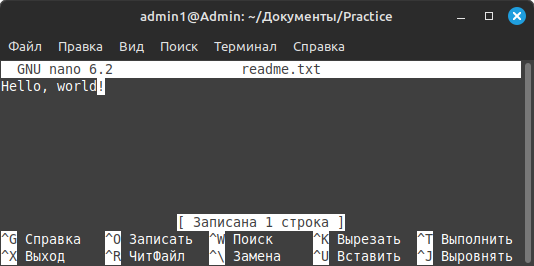 admin1@Admin: ~/Документы/Practice
Файл Правка Вид Поиск Терминал Справка
GNU nano 6.2 readme.txt
Hello, world!
[ Записана 1 строка ]
^G Справка ^O Записать ^W Поиск ^K Вырезать ^T Выполнить
^X Выход ^R ЧитФайл ^\ Замена ^U Вставить ^J Выровнять